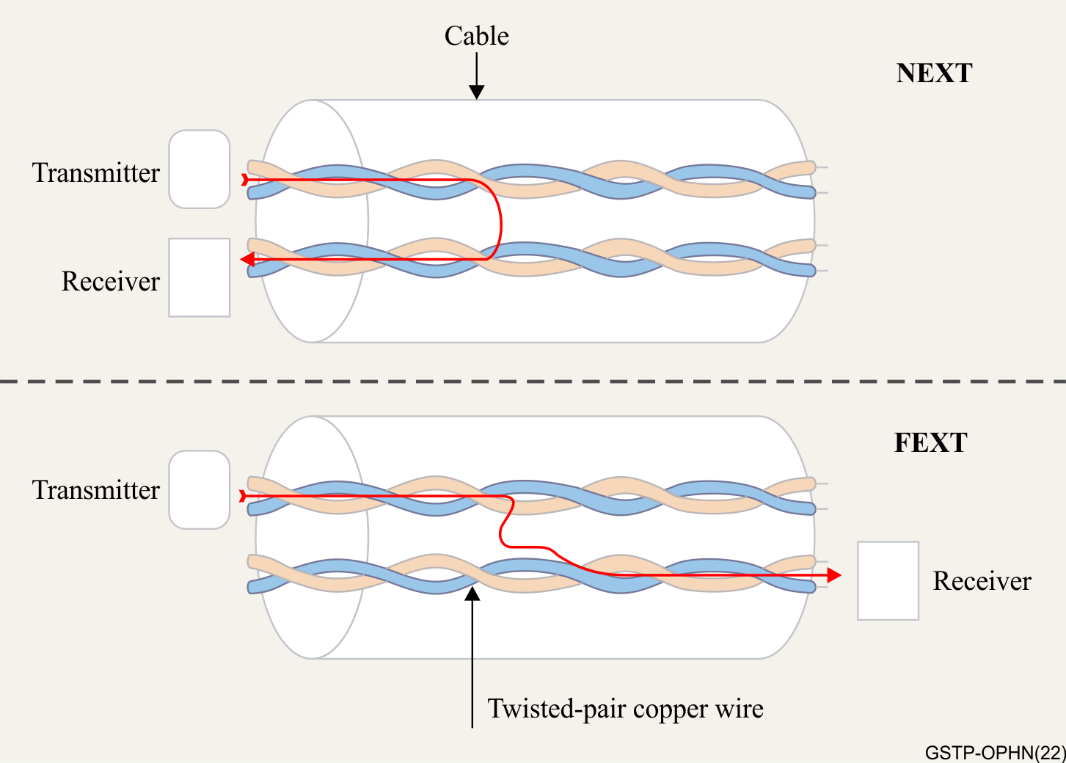 Cable
NEXT
Transmitter
Receiver
FEXT
Transmitter
Receiver
Twisted-pair copper wire
GSTP-OPHN(22)